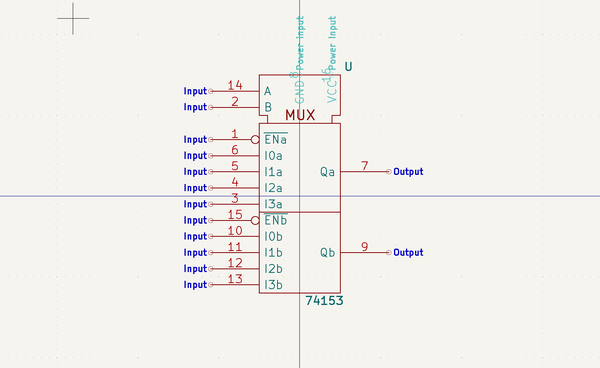 Power Input Power Input
8 16
GND VCC
U
Input 14 A
Input 2 B
MUX
Input 1 ENa
Input 6 I0a
Input 5 I1a Qa 7 Output
Input 4 I2a
Input 3 I3a
Input 15 ENb
Input 10 I0b
Input 11 I1b Qb 9 Output
Input 12 I2b
Input 13 I3b
74153